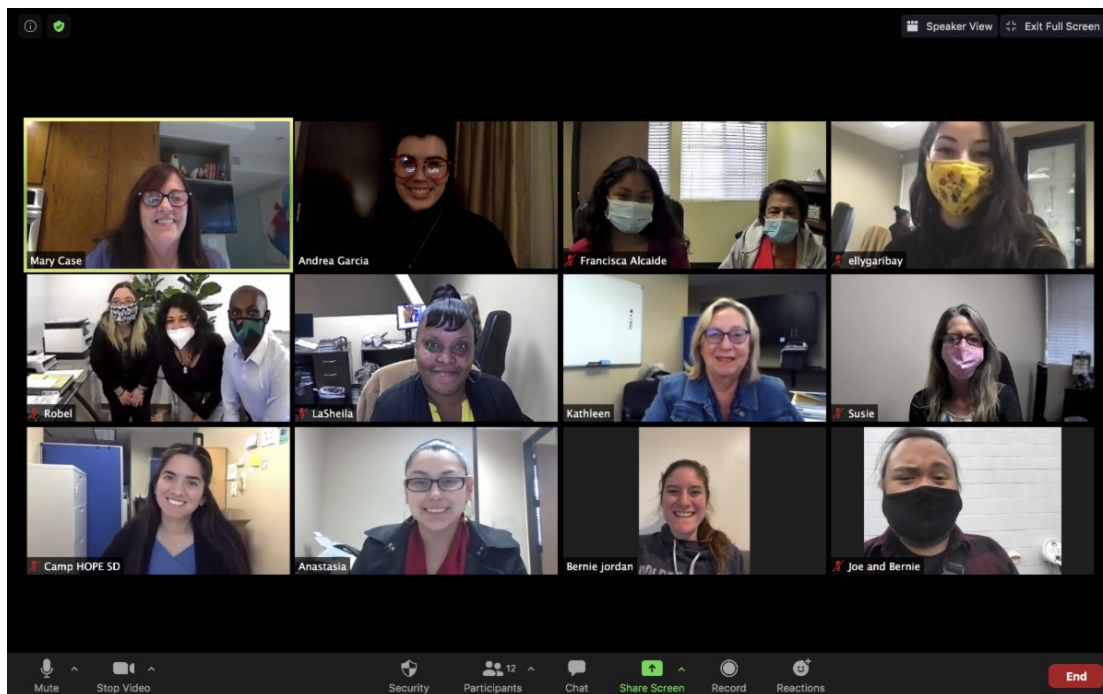 Speaker View
Exit Full Screen
Mary Case
Andrea Garcia
Francisca Alcaide
ellygaribay
Robel
LaSheila
Kathleen
Susie
Camp HOPE SD
Anastasia
Bernie jordan
Joe and Bernie
Mute
Stop Video
Security
Participants
12
Chat
Share Screen
Record
Reactions
End